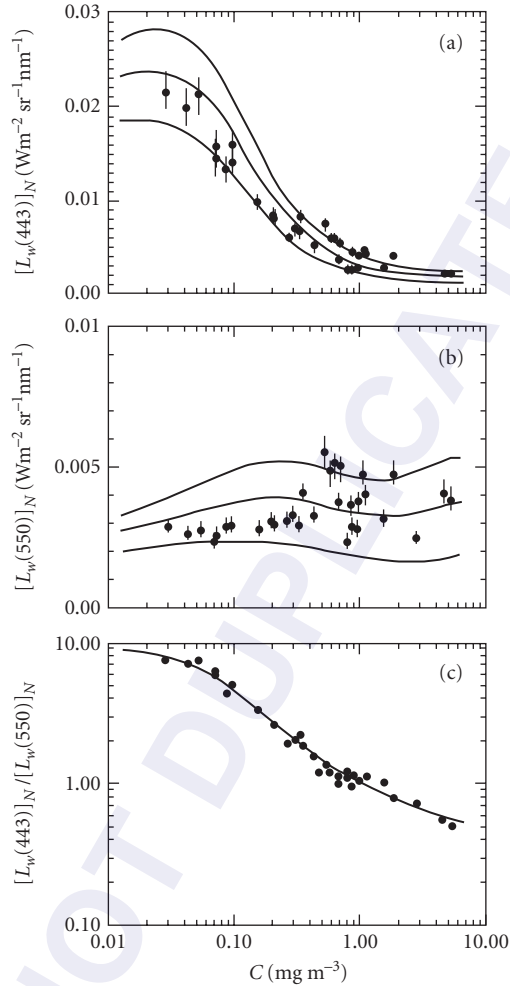 0.03
(a)
0.02
0.01
0.00
[L_w(443)]_N (Wm⁻² sr⁻¹nm⁻¹)
0.01
(b)
0.005
0.00
[L_w(550)]_N (Wm⁻² sr⁻¹nm⁻¹)
10.00
(c)
1.00
0.10
[L_w(443)]_N/[L_w(550)]_N
0.01 0.10 1.00 10.00
C (mg m⁻³)
NOT DUPLICATE